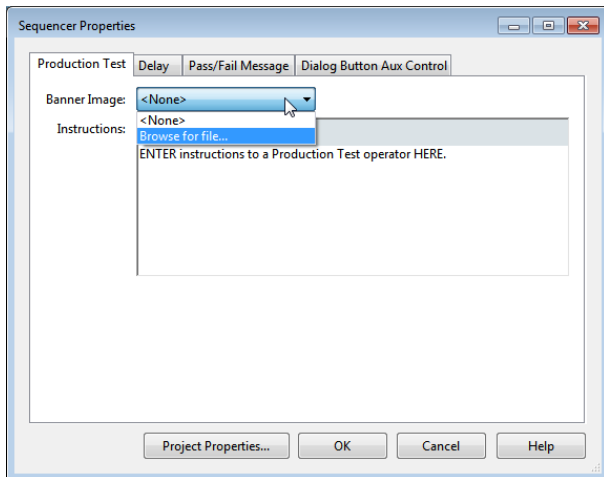 Sequencer Properties
Production Test Delay Pass/Fail Message Dialog Button Aux Control
Banner Image: <None>
<None>
Instructions: Browse for file...
ENTER instructions to a Production Test operator HERE.
Project Properties... OK Cancel Help